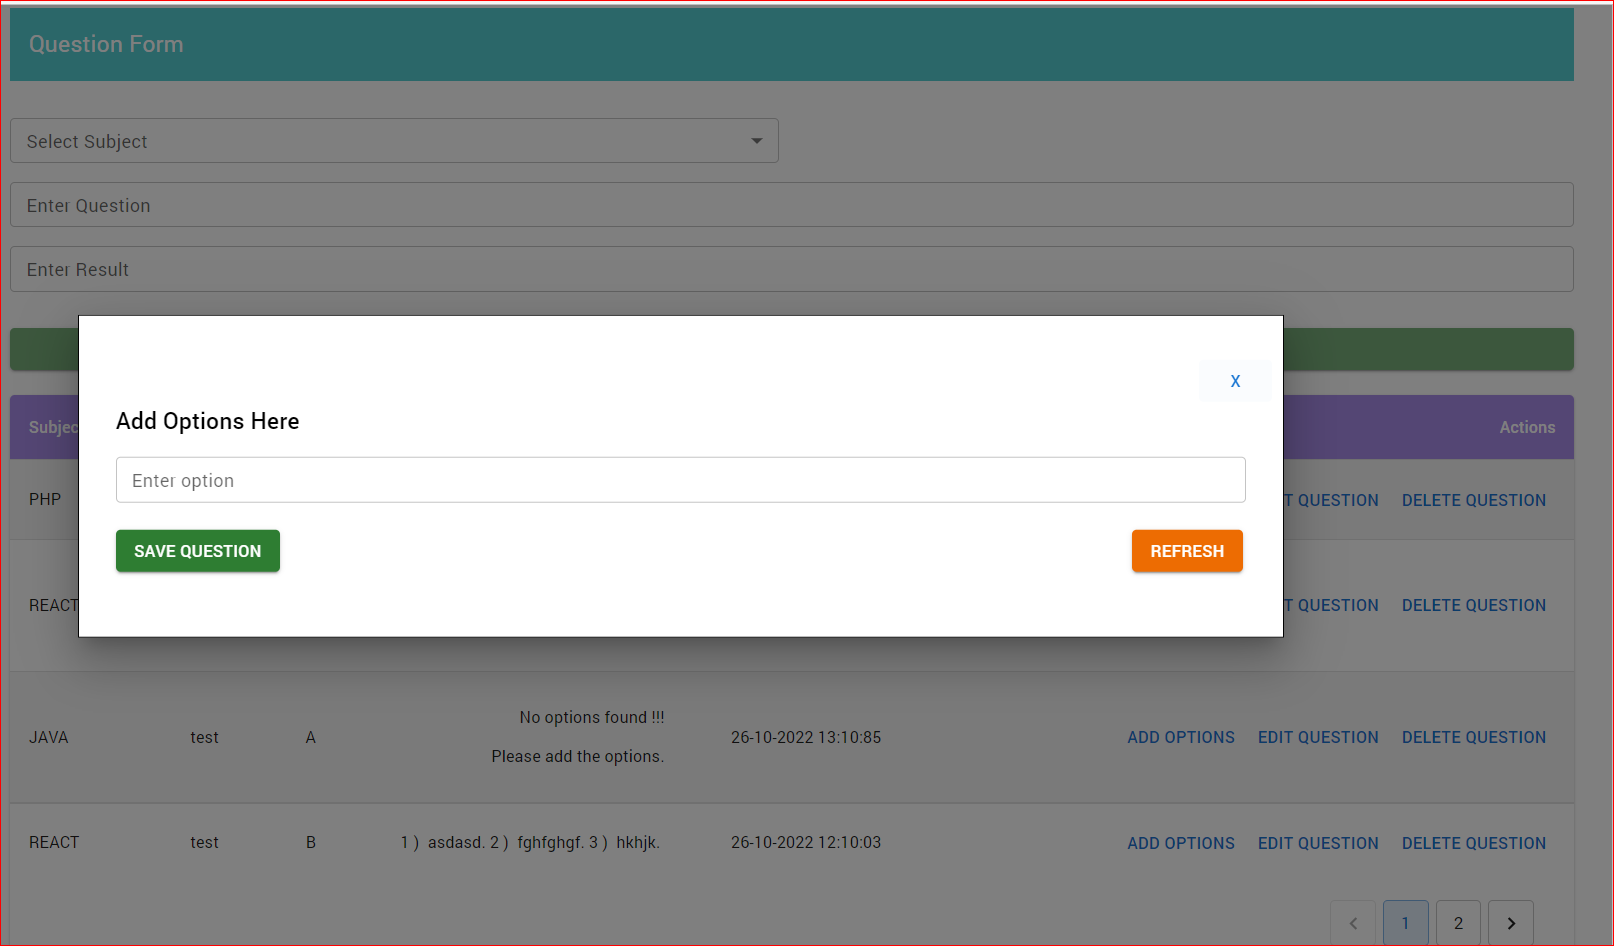 Question Form
Select Subject
Enter Question
Enter Result
X
Add Options Here
Enter option
SAVE QUESTION REFRESH
Actions
PHP QUESTION DELETE QUESTION
REACT QUESTION DELETE QUESTION
No options found !!!
JAVA test A 26-10-2022 13:10:85 ADD OPTIONS EDIT QUESTION DELETE QUESTION
Please add the options.
REACT test B 1 ) asdasd. 2 ) fghfghgf. 3 ) hkhjk. 26-10-2022 12:10:03 ADD OPTIONS EDIT QUESTION DELETE QUESTION
< 1 2 >